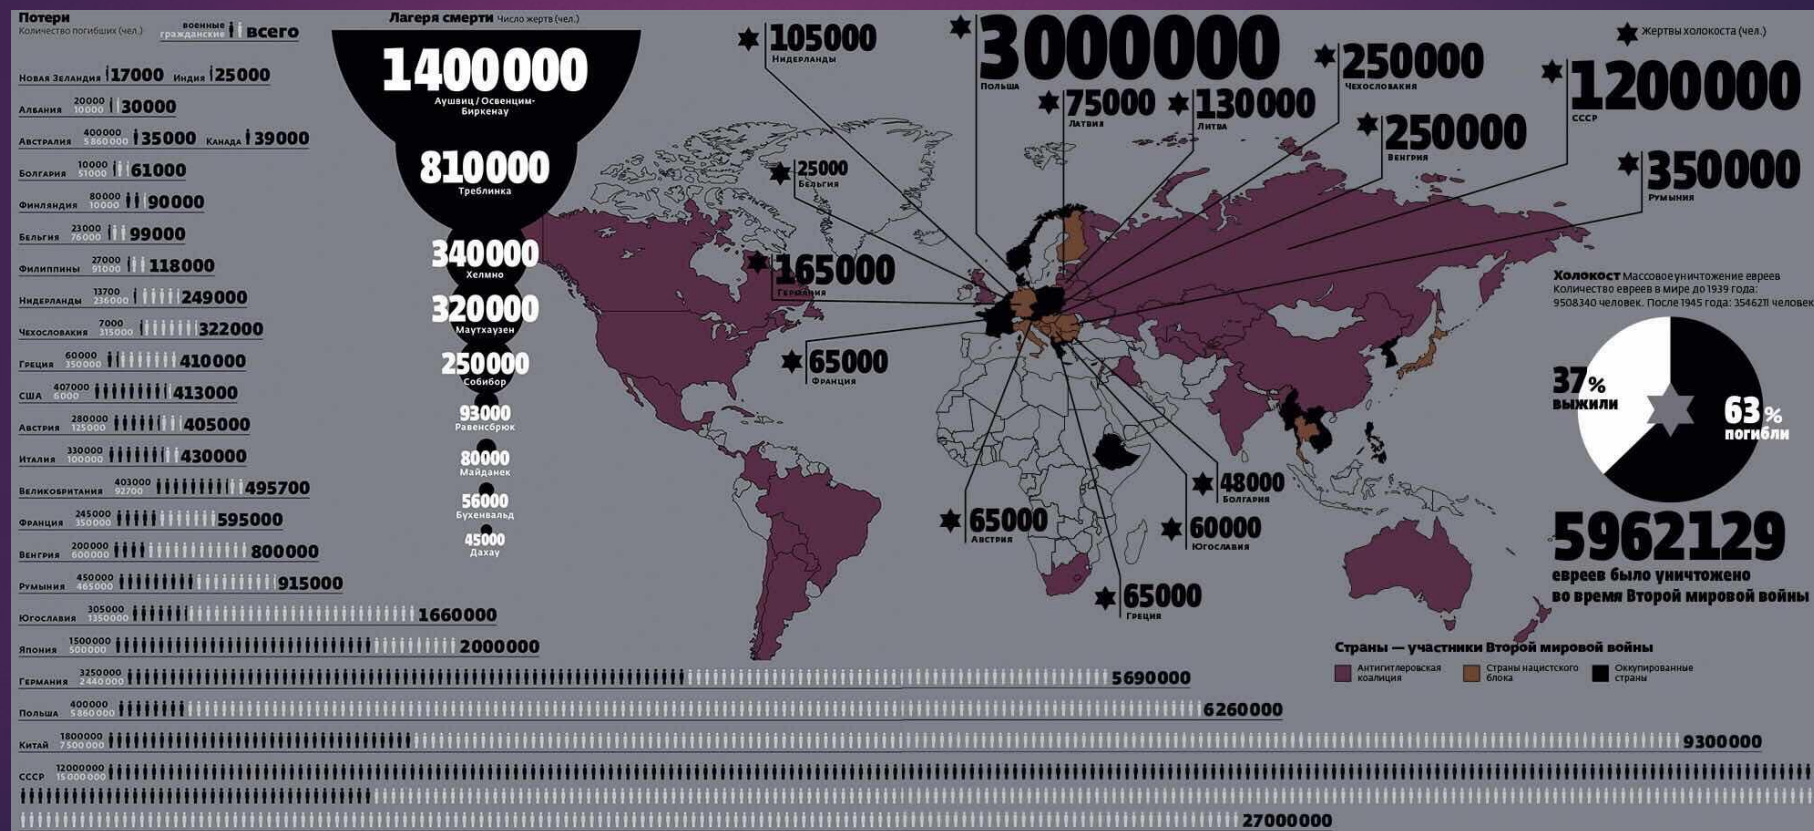 Потери
Количество погибших (чел.)
военные
гражданские
всего
Новая Зеландия 17000 Индия 25000
Албания 20000 10000 30000
Австралия 400000 5860000 35000 Канада 39000
Болгария 10000 51000 61000
Финляндия 80000 10000 90000
Бельгия 23000 76000 99000
Филиппины 27000 91000 118000
Нидерланды 13700 236000 249000
Чехословакия 7000 315000 322000
Греция 60000 350000 410000
США 407000 6000 413000
Австрия 280000 125000 405000
Италия 330000 100000 430000
Великобритания 403000 92700 495700
Франция 245000 350000 595000
Венгрия 200000 600000 800000
Румыния 450000 465000 915000
Югославия 305000 1350000 1660000
Япония 1500000 500000 2000000
Германия 3250000 2440000 5690000
Польша 400000 5860000 6260000
Китай 1800000 7500000 9300000
СССР 12000000 15000000
27000000
Лагеря смерти Число жертв (чел.)
1400000
Аушвиц / Освенцим-
Биркенау
810000
Треблинка
340000
Хелмно
320000
Маутхаузен
250000
Собибор
93000
Равенсбрюк
80000
Майданек
56000
Бухенвальд
45000
Дахау
105000
Нидерланды
3000000
Польша
75000
Латвия
130000
Литва
250000
Чехословакия
250000
Венгрия
Жертвы холокоста (чел.)
1200000
СССР
350000
Румыния
25000
Бельгия
165000
Германия
65000
Франция
65000
Австрия
48000
Болгария
60000
Югославия
65000
Греция
Холокост Массовое уничтожение евреев
Количество евреев в мире до 1939 года:
9508340 человек. После 1945 года: 3546211 человек
37%
выжили
63%
погибли
5962129
евреев было уничтожено
во время Второй мировой войны
Страны — участники Второй мировой войны
Антигитлеровская
коалиция
Страны нацистского
блока
Оккупированные
страны